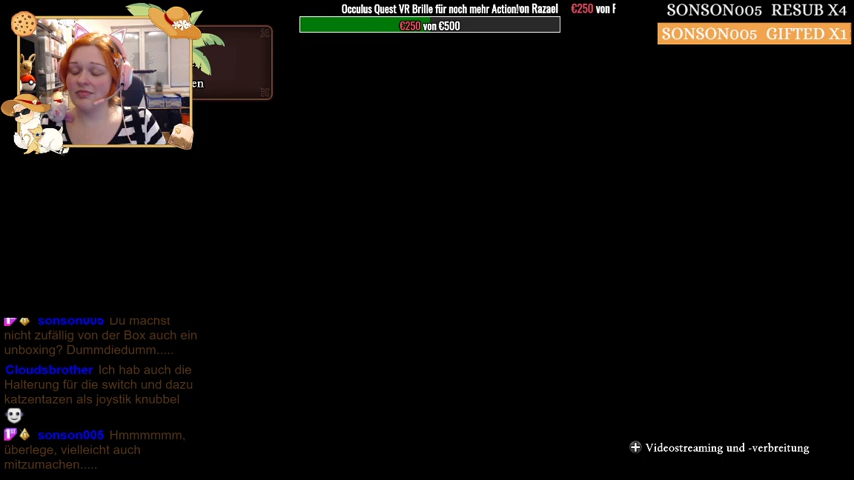 Occulus Quest VR Brille für noch mehr Action!on Razael €250 von F
€250 von €500
SONSON005 RESUB X4
SONSON005 GIFTED X1
en
sonson005 Du machst
nicht zufällig von der Box auch ein
unboxing? Dummdiedumm.....
Cloudsbrother Ich hab auch die
Halterung für die switch und dazu
katzentazen als joystik knubbel
sonson005 Hmmmmmm,
überlege, vielleicht auch
mitzumachen.....
Videostreaming und -verbreitung